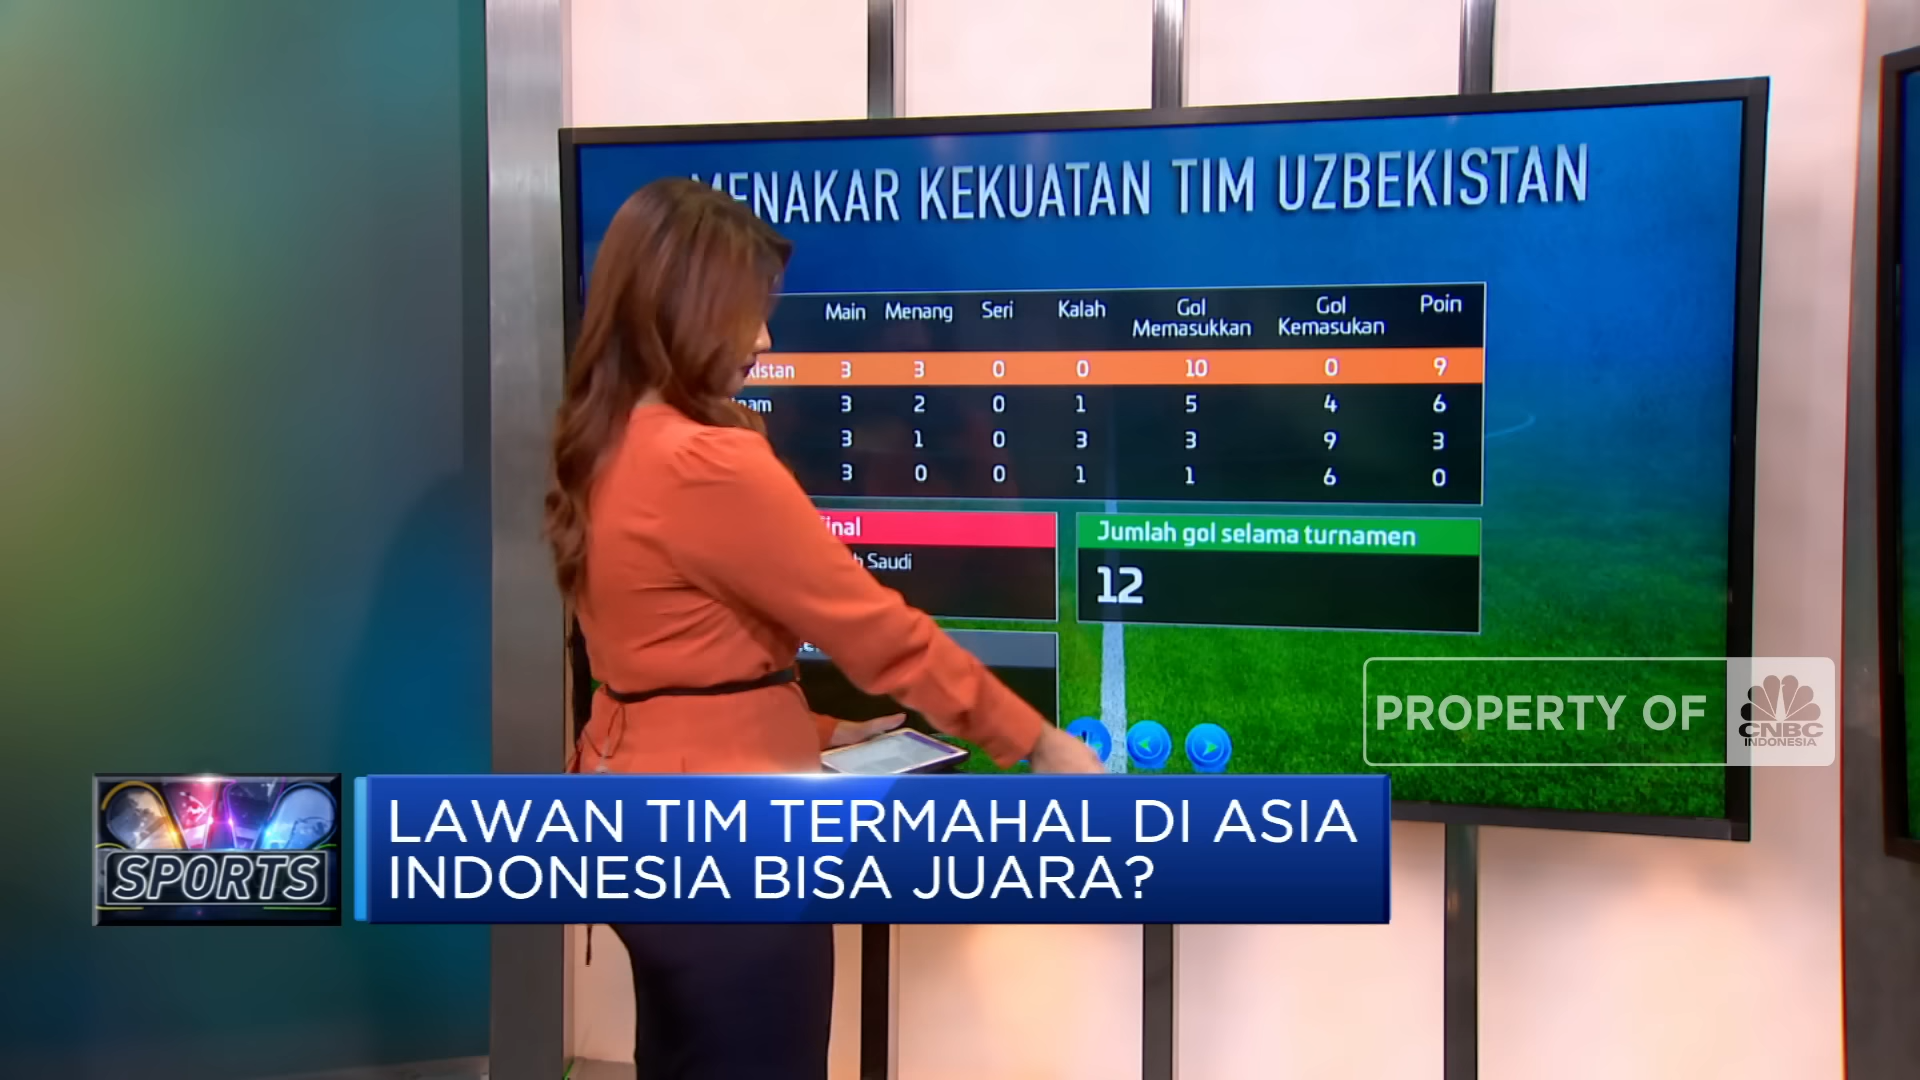 MENAKAR KEKUATAN TIM UZBEKISTAN
Main Menang Seri Kalah Gol Memasukkan Gol Kemasukan Poin
kistan 3 3 0 0 10 0 9
nam 3 2 0 1 5 4 6
3 1 0 3 3 9 3
3 0 0 1 1 6 0
final
h Saudi
Jumlah gol selama turnamen
12
PROPERTY OF CNBC INDONESIA
SPORTS
LAWAN TIM TERMAHAL DI ASIA
INDONESIA BISA JUARA?